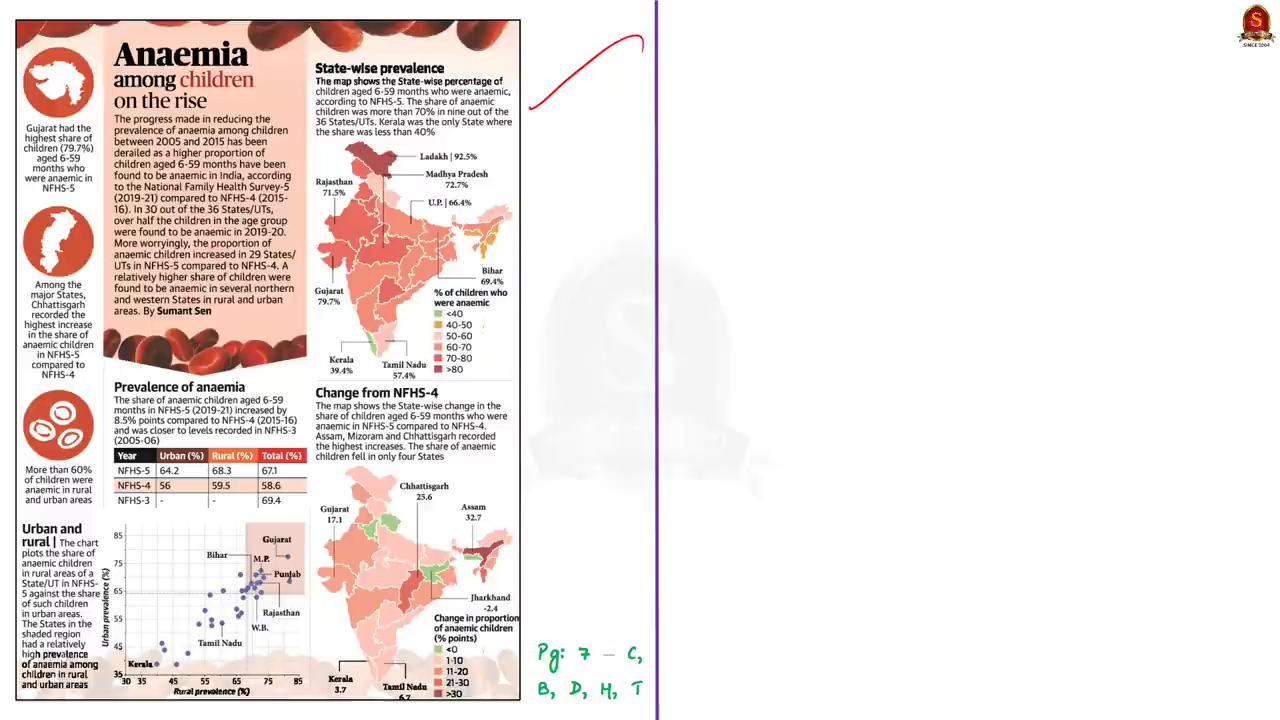 Anaemia
among children
on the rise
The progress made in reducing the
prevalence of anaemia among children
between 2005 and 2015 has been
derailed as a higher proportion of
children aged 6-59 months have been
found to be anaemic in India, according
to the National Family Health Survey-5
(2019-21) compared to NFHS-4 (2015-
16). In 30 out of the 36 States/UTs,
over half the children in the age group
were found to be anaemic in 2019-20.
More worryingly, the proportion of
anaemic children increased in 29 States/
UTs in NFHS-5 compared to NFHS-4. A
relatively higher share of children were
found to be anaemic in several northern
and western States in rural and urban
areas. By Sumant Sen
Gujarat had the
highest share of
children (79.7%)
aged 6-59
months who
were anaemic in
NFHS-5
Among the
major States,
Chhattisgarh
recorded the
highest increase
in the share of
anaemic children
in NFHS-5
compared to
NFHS-4
More than 60%
of children were
anaemic in rural
and urban areas
Prevalence of anaemia
The share of anaemic children aged 6-59
months in NFHS-5 (2019-21) increased by
8.5% points compared to NFHS-4 (2015-16)
and was closer to levels recorded in NFHS-3
(2005-06)
Year Urban (%) Rural (%) Total (%)
NFHS-5 64.2 68.3 67.1
NFHS-4 56 59.5 58.6
NFHS-3 - - 69.4
Urban and
rural | The chart
plots the share of
anaemic children
in rural areas of a
State/UT in NFHS-
5 against the share
of such children
in urban areas.
The States in the
shaded region
had a relatively
high prevalence
of anaemia among
children in rural
and urban areas
Urban prevalence (%)
85
75
65
55
45
35
Gujarat
Bihar
M.P.
Punjab
Rajasthan
W.B.
Tamil Nadu
Kerala
30 35 45 55 65 75 85
Rural prevalence (%)
State-wise prevalence
The map shows the State-wise percentage of
children aged 6-59 months who were anaemic,
according to NFHS-5. The share of anaemic
children was more than 70% in nine out of the
36 States/UTs. Kerala was the only State where
the share was less than 40%
Ladakh | 92.5%
Madhya Pradesh
72.7%
Rajasthan
71.5%
U.P. | 66.4%
Bihar
69.4%
Gujarat
79.7%
% of children who
were anaemic
<40
40-50
50-60
60-70
70-80
>80
Kerala
39.4%
Tamil Nadu
57.4%
Change from NFHS-4
The map shows the State-wise change in the
share of children aged 6-59 months who were
anaemic in NFHS-5 compared to NFHS-4.
Assam, Mizoram and Chhattisgarh recorded
the highest increases. The share of anaemic
children fell in only four States
Chhattisgarh
25.6
Gujarat
17.1
Assam
32.7
Jharkhand
-2.4
Change in proportion
of anaemic children
(% points)
<0
1-10
11-20
21-30
>30
Kerala
3.7
Tamil Nadu
6.7
Pg: 7 - C,
B, D, H, T
S
SINCE 2004